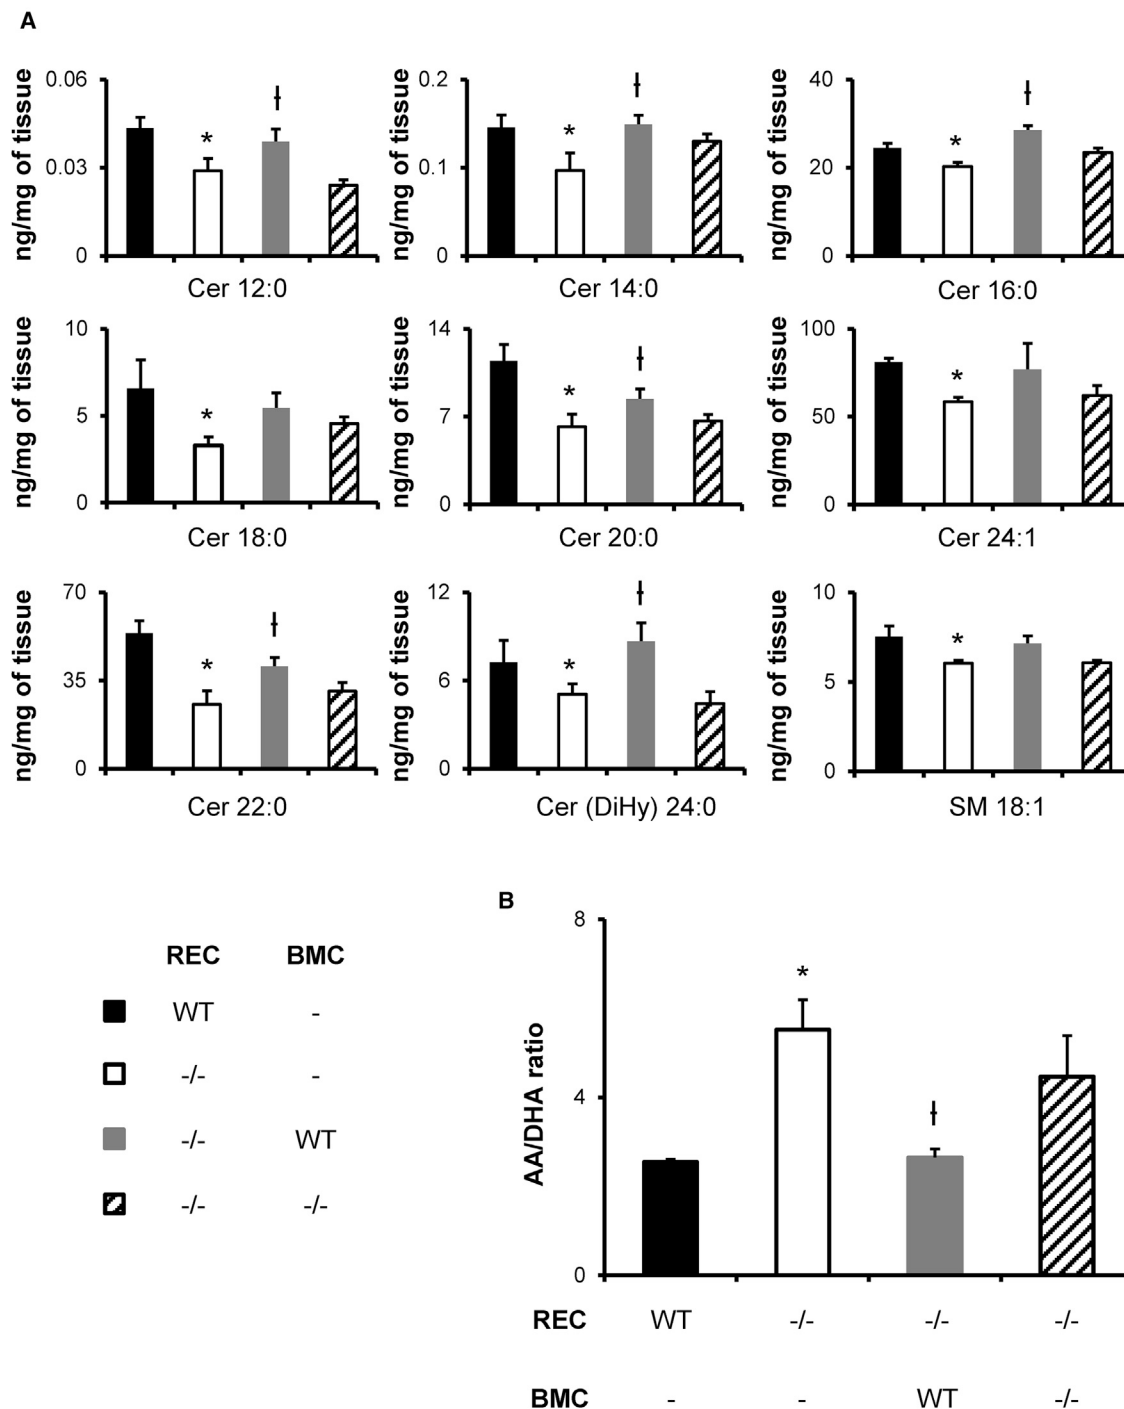 A
0.06
0.03
0
ng/mg of tissue
Cer 12:0
*
ƚ
0.2
0.1
0
ng/mg of tissue
Cer 14:0
*
ƚ
40
20
0
ng/mg of tissue
Cer 16:0
*
ƚ
10
5
0
ng/mg of tissue
Cer 18:0
*
14
7
0
ng/mg of tissue
Cer 20:0
*
ƚ
100
50
0
ng/mg of tissue
Cer 24:1
*
70
35
0
ng/mg of tissue
Cer 22:0
*
ƚ
12
6
0
ng/mg of tissue
Cer (DiHy) 24:0
*
ƚ
10
5
0
ng/mg of tissue
SM 18:1
*
REC BMC
WT -
-/- -
-/- WT
-/- -/-
B
8
4
0
AA/DHA ratio
*
ƚ
REC WT -/- -/- -/-
BMC - - WT -/-